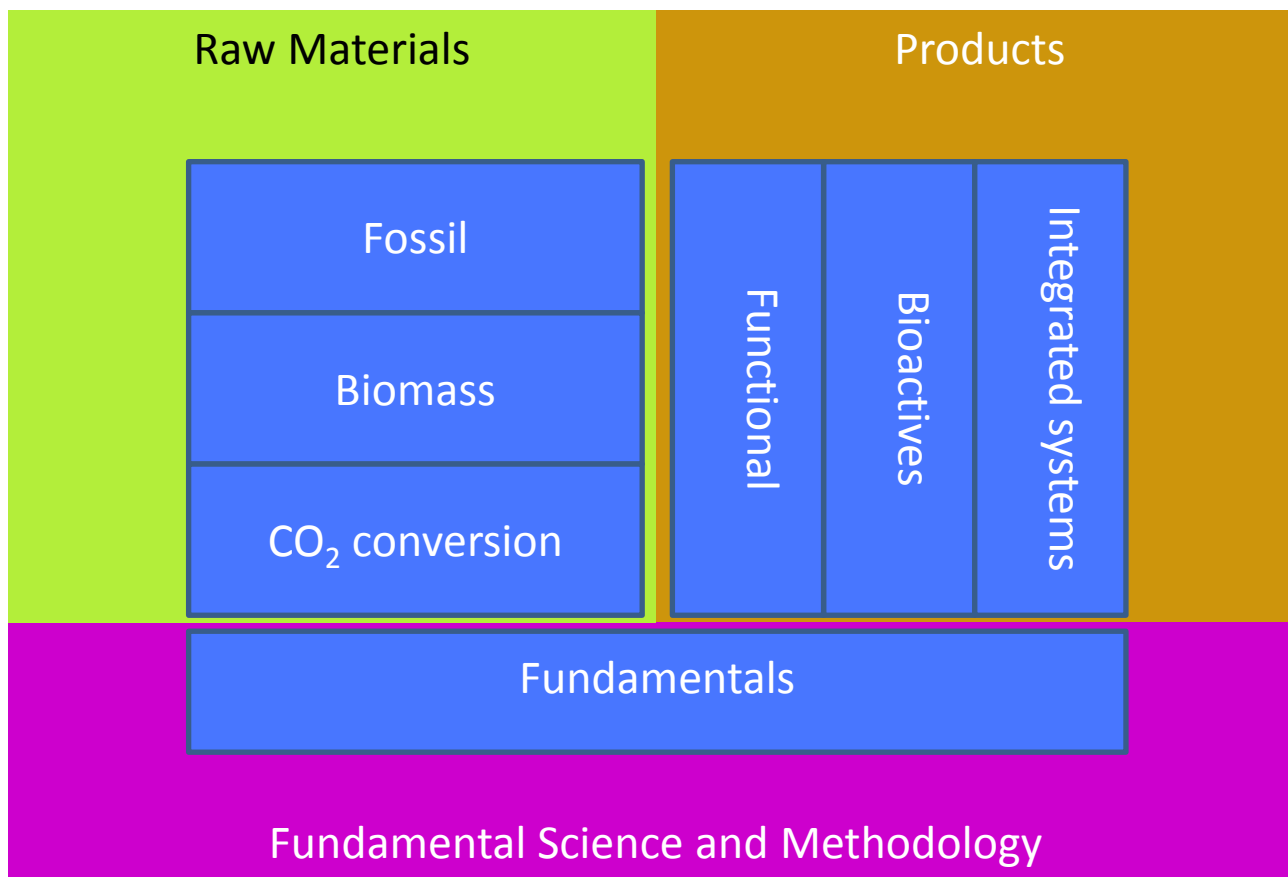 Raw Materials
Products
Fossil
Biomass
CO₂ conversion
Functional
Bioactives
Integrated systems
Fundamentals
Fundamental Science and Methodology